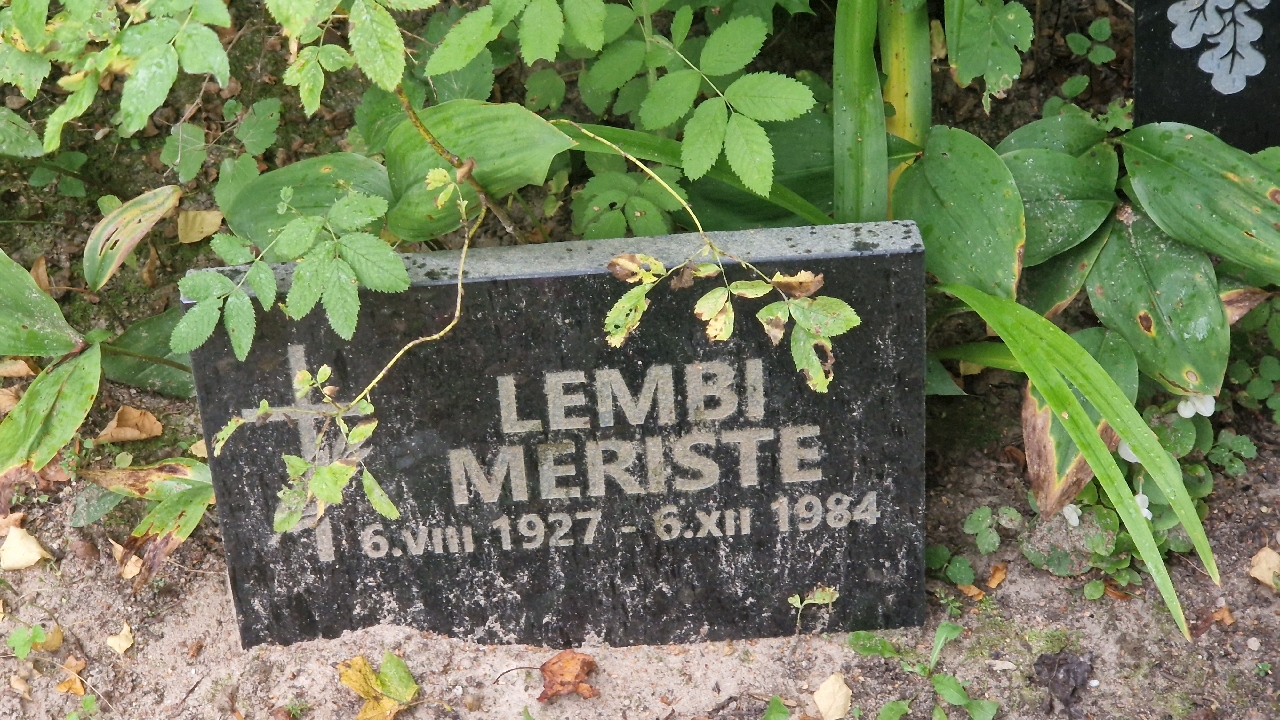 LEMBI
MERISTE
6.VIII 1927 - 6.XII 1984